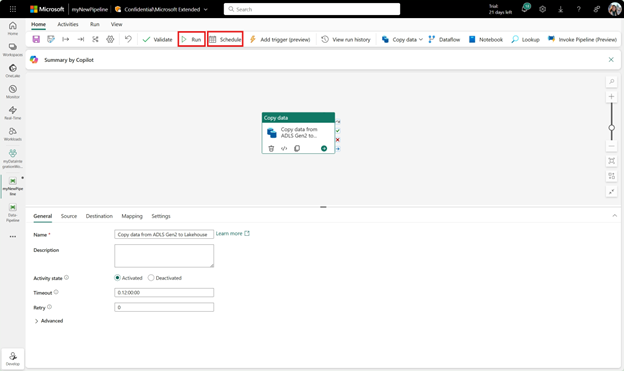 Microsoft myNewPipeline Confidential\Microsoft Extended Search Trial: 21 days left
Home Activities Run View
Validate Run Schedule Add trigger (preview) View run history Copy data Dataflow Notebook Lookup Invoke Pipeline (Preview)
Summary by Copilot
Home
Workspaces
OneLake
Monitor
Real-Time
Workloads
myNewPipe
line
Data
Pipeline
Develop
Copy data
Copy data from
ADLS Gen2 to...
General Source Destination Mapping Settings
Name * Copy data from ADLS Gen2 to Lakehouse Learn more
Description
Activity state Activated Deactivated
Timeout 0.12:00:00
Retry 0
Advanced